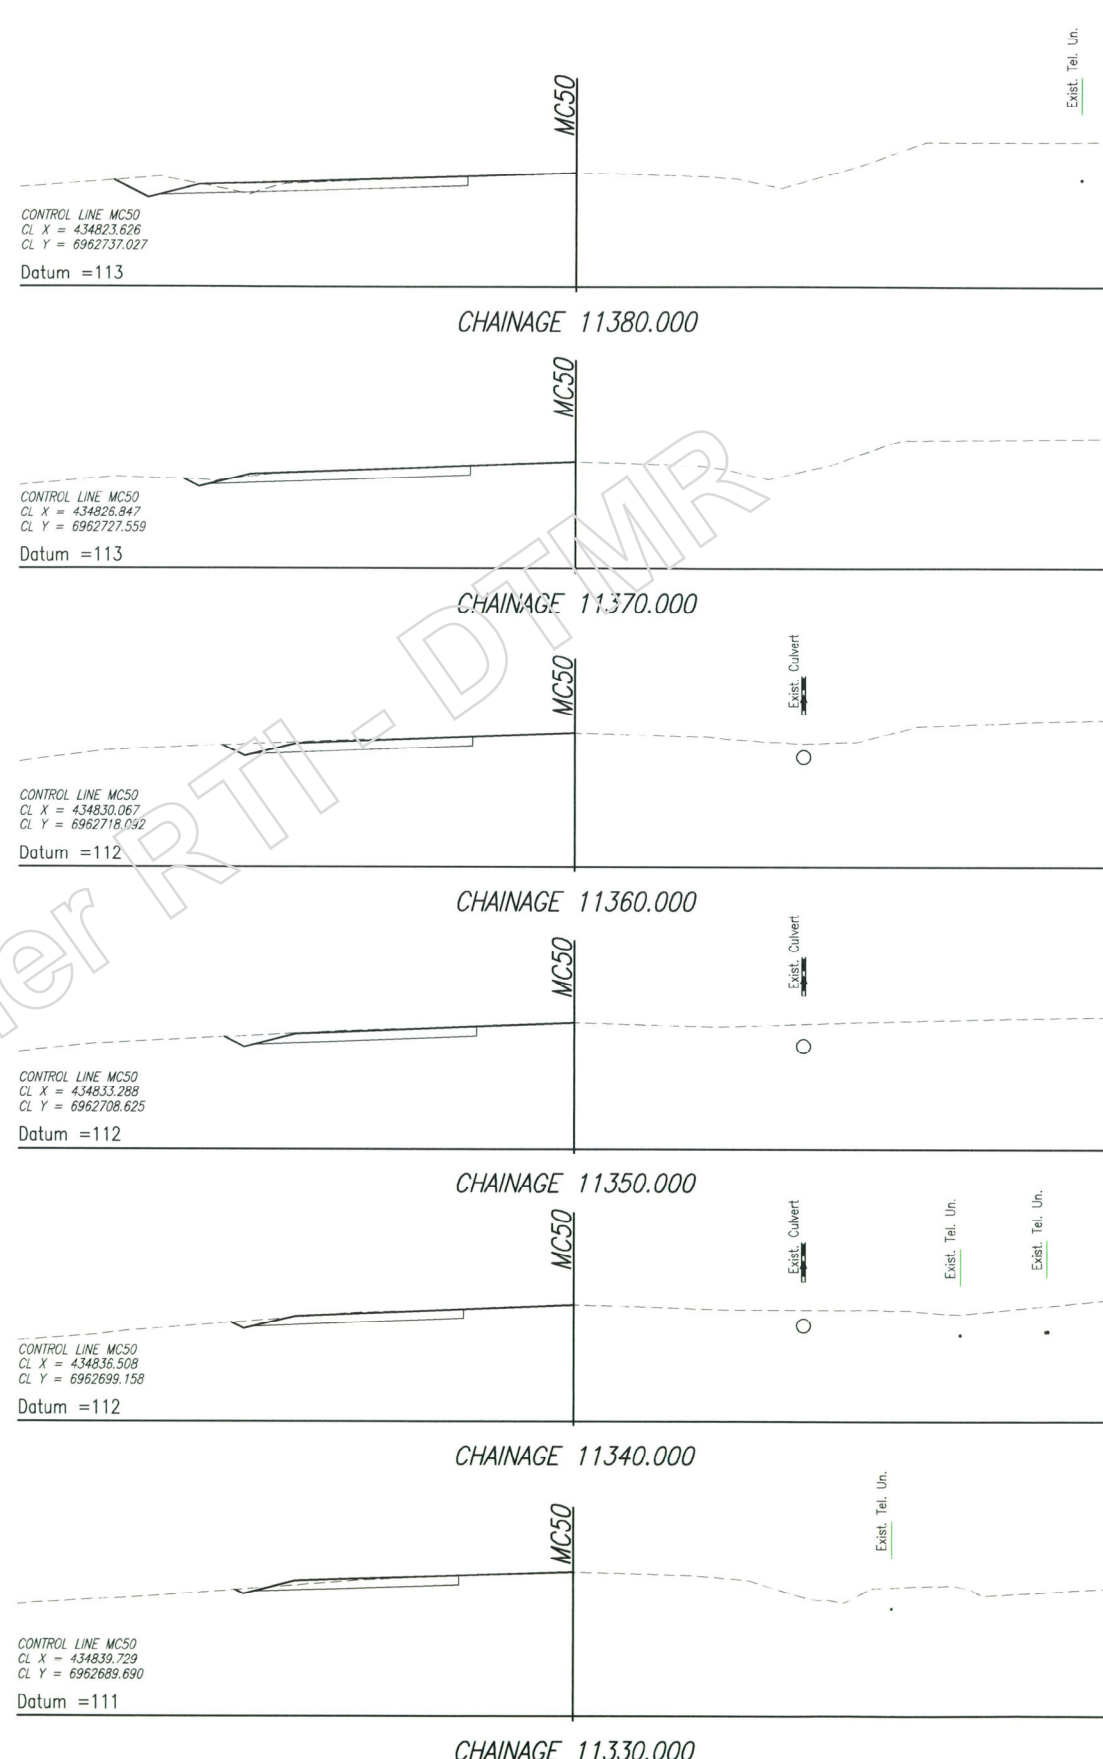 Exist. Tel. Un.
MC50
CONTROL LINE MC50
CL X = 434823.626
CL Y = 6962737.027
Datum =113
CHAINAGE 11380.000
MC50
CONTROL LINE MC50
CL X = 434826.847
CL Y = 6962727.559
Datum =113
CHAINAGE 11370.000
MC50
Exist. Culvert
CONTROL LINE MC50
CL X = 434830.067
CL Y = 6962718.092
Datum =112
CHAINAGE 11360.000
MC50
Exist. Culvert
CONTROL LINE MC50
CL X = 434833.288
CL Y = 6962708.625
Datum =112
CHAINAGE 11350.000
MC50
Exist. Culvert
Exist. Tel. Un.
Exist. Tel. Un.
CONTROL LINE MC50
CL X = 434836.508
CL Y = 6962699.158
Datum =112
CHAINAGE 11340.000
MC50
Exist. Tel. Un.
CONTROL LINE MC50
CL X = 434839.729
CL Y = 6962689.690
Datum =111
CHAINAGE 11330.000
RTI - DTMR